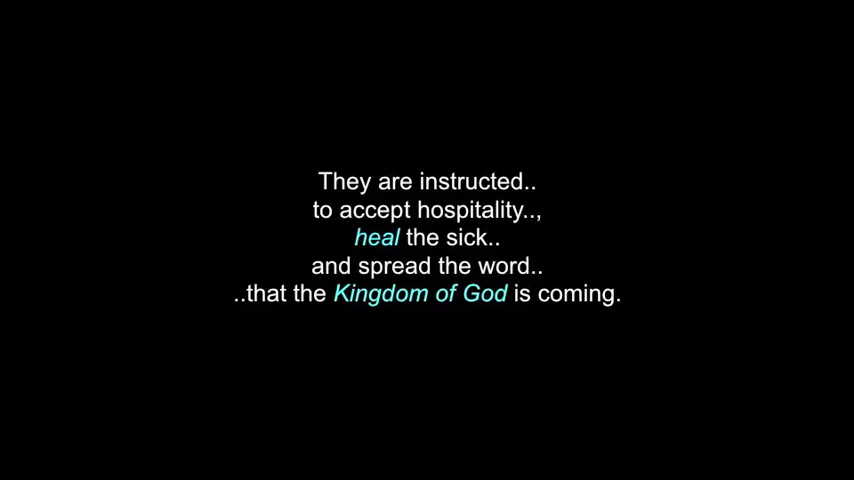 They are instructed..
to accept hospitality..,
heal the sick..
and spread the word..
..that the Kingdom of God is coming.